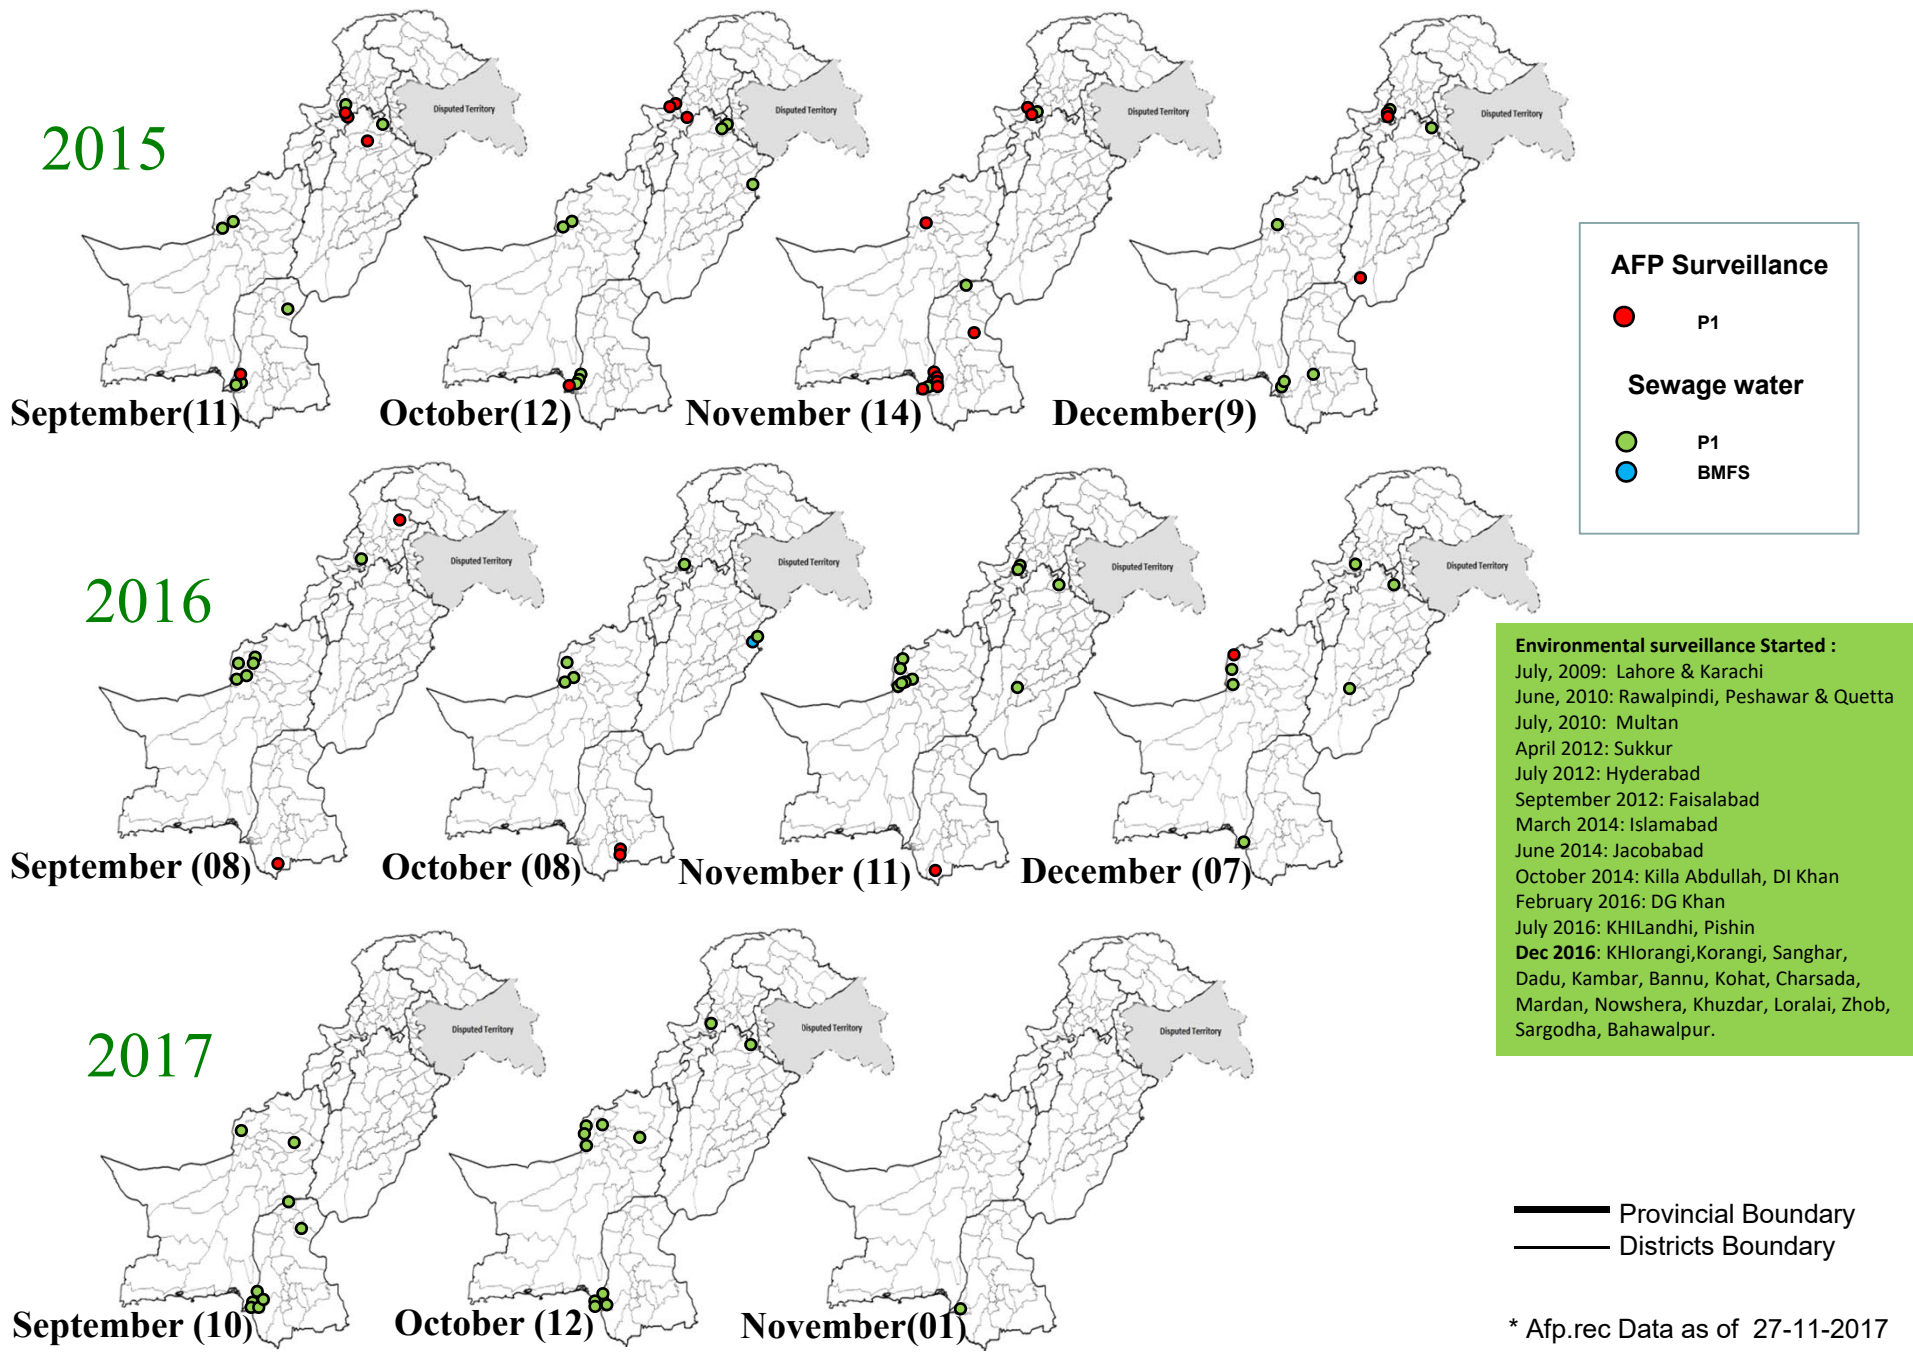 2015
Disputed Territory
Disputed Territory
Disputed Territory
Disputed Territory
September(11)
October(12)
November (14)
December(9)
AFP Surveillance
P1
Sewage water
P1
BMFS
2016
Disputed Territory
Disputed Territory
Disputed Territory
Disputed Territory
September (08)
October (08)
November (11)
December (07)
Environmental surveillance Started :
July, 2009: Lahore & Karachi
June, 2010: Rawalpindi, Peshawar & Quetta
July, 2010: Multan
April 2012: Sukkur
July 2012: Hyderabad
September 2012: Faisalabad
March 2014: Islamabad
June 2014: Jacobabad
October 2014: Killa Abdullah, DI Khan
February 2016: DG Khan
July 2016: KHILandhi, Pishin
Dec 2016: KHIorangi,Korangi, Sanghar,
Dadu, Kambar, Bannu, Kohat, Charsada,
Mardan, Nowshera, Khuzdar, Loralai, Zhob,
Sargodha, Bahawalpur.
2017
Disputed Territory
Disputed Territory
Disputed Territory
September (10)
October (12)
November(01)
Provincial Boundary
Districts Boundary
* Afp.rec Data as of 27-11-2017